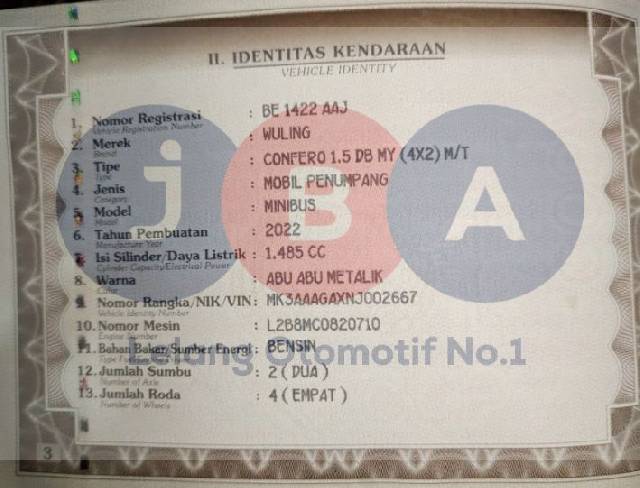 II. IDENTITAS KENDARAAN
VEHICLE IDENTITY
1. Nomor Registrasi : BE 1422 AAJ
Vehicle Registration Number
2. Merek : WULING
Brand
3. Tipe : CONFERO 1.5 DB MY (4X2) M/T
Type
4. Jenis : MOBIL PENUMPANG
Category
5. Model : MINIBUS
Model
6. Tahun Pembuatan : 2022
Manufacture Year
7. Isi Silinder/Daya Listrik : 1.485 CC
Cylinder Capacity/Electrical Power
8. Warna : ABU ABU METALIK
Color
9. Nomor Rangka/NIK/VIN : MK3AAAGAXNJ002667
Vehicle Identity Number
10. Nomor Mesin : L2B8MC0820710
Engine Number
11. Bahan Bakar/Sumber Energi : BENSIN
12. Jumlah Sumbu : 2 ( DUA )
Number of Axle
13. Jumlah Roda : 4 ( EMPAT )
Number of Wheels
3
j B A
Lelang Otomotif No.1